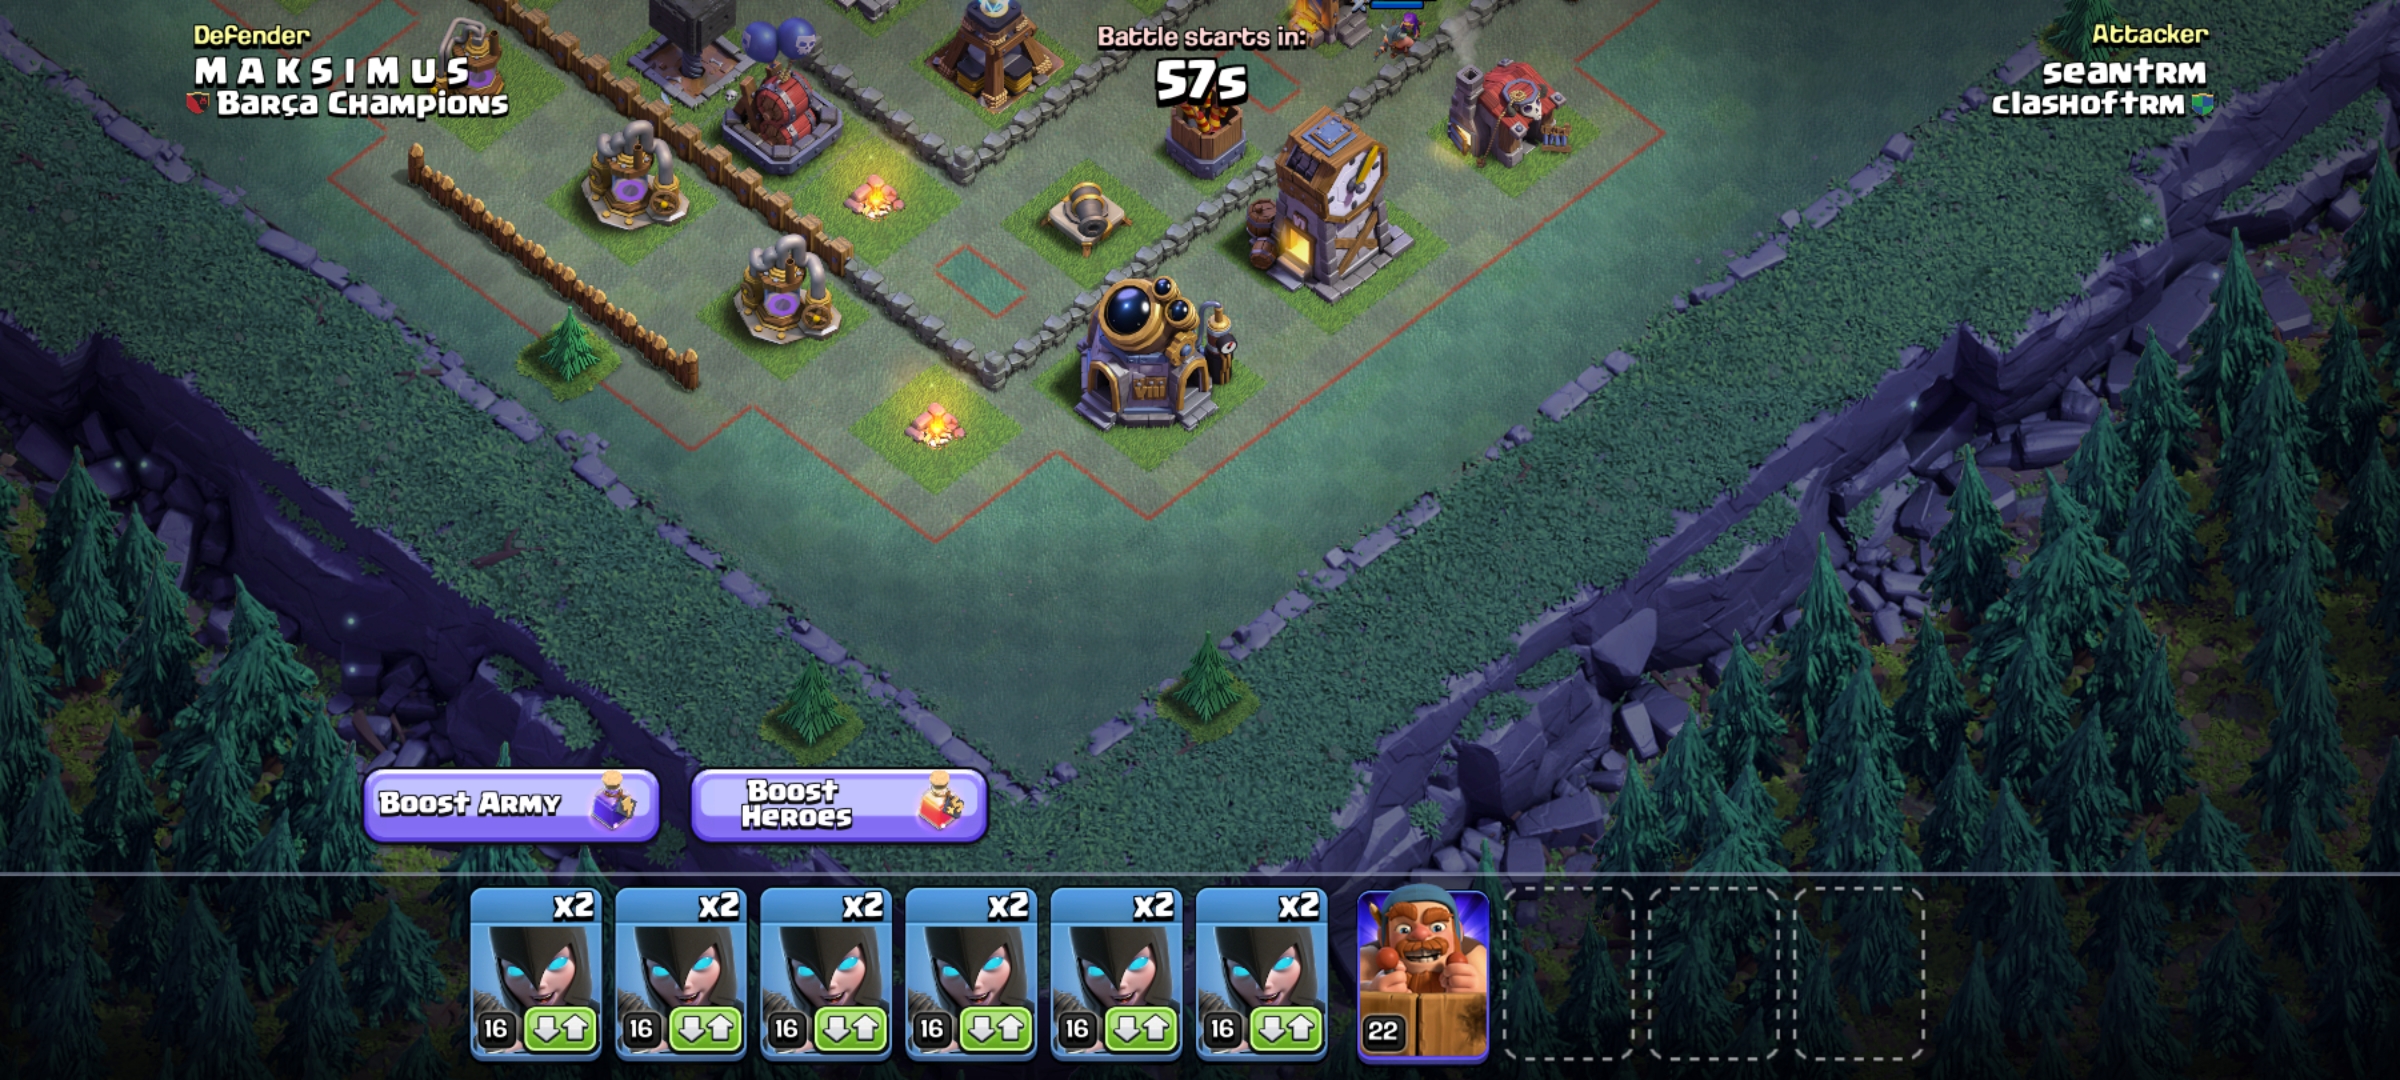 Defender
M A K S I M U S
Barça Champions
Battle starts in:
57s
Attacker
seantRM
clashoftRM
VIII
Boost Army
Boost Heroes
x2 x2 x2 x2 x2 x2
16 16 16 16 16 16 22